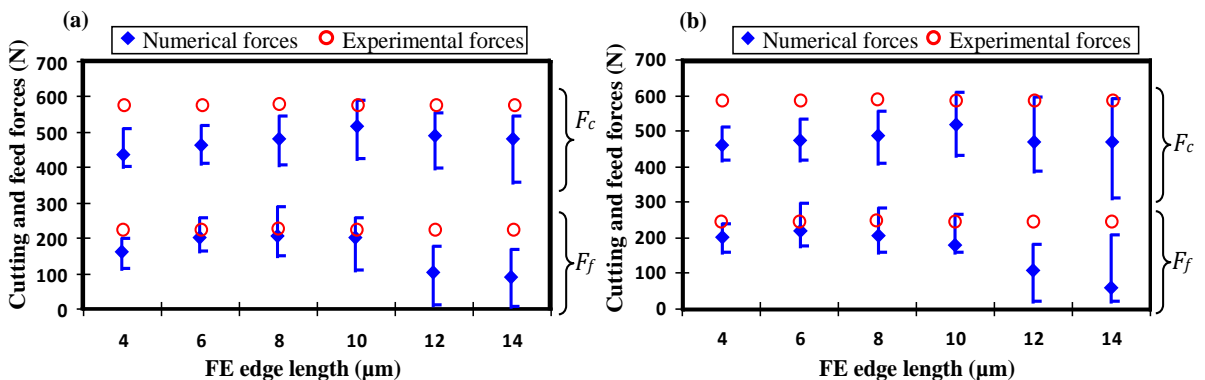 (a)
Numerical forces Experimental forces
Cutting and feed forces (N)
700
600
500
400
300
200
100
0
4 6 8 10 12 14
FE edge length (µm)
Fc
Ff
(b)
Numerical forces Experimental forces
Cutting and feed forces (N)
700
600
500
400
300
200
100
0
4 6 8 10 12 14
FE edge length (µm)
Fc
Ff